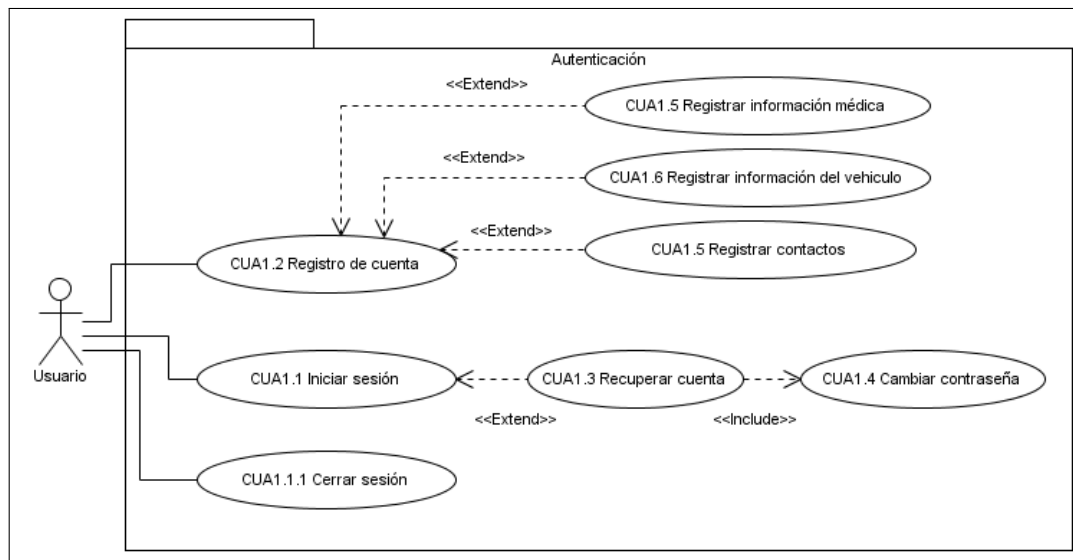 Autenticación
<<Extend>>
CUA1.5 Registrar información médica
<<Extend>>
CUA1.6 Registrar información del vehiculo
<<Extend>>
CUA1.5 Registrar contactos
CUA1.2 Registro de cuenta
Usuario
CUA1.1 Iniciar sesión
CUA1.3 Recuperar cuenta
CUA1.4 Cambiar contraseña
<<Extend>>
<<Include>>
CUA1.1.1 Cerrar sesión